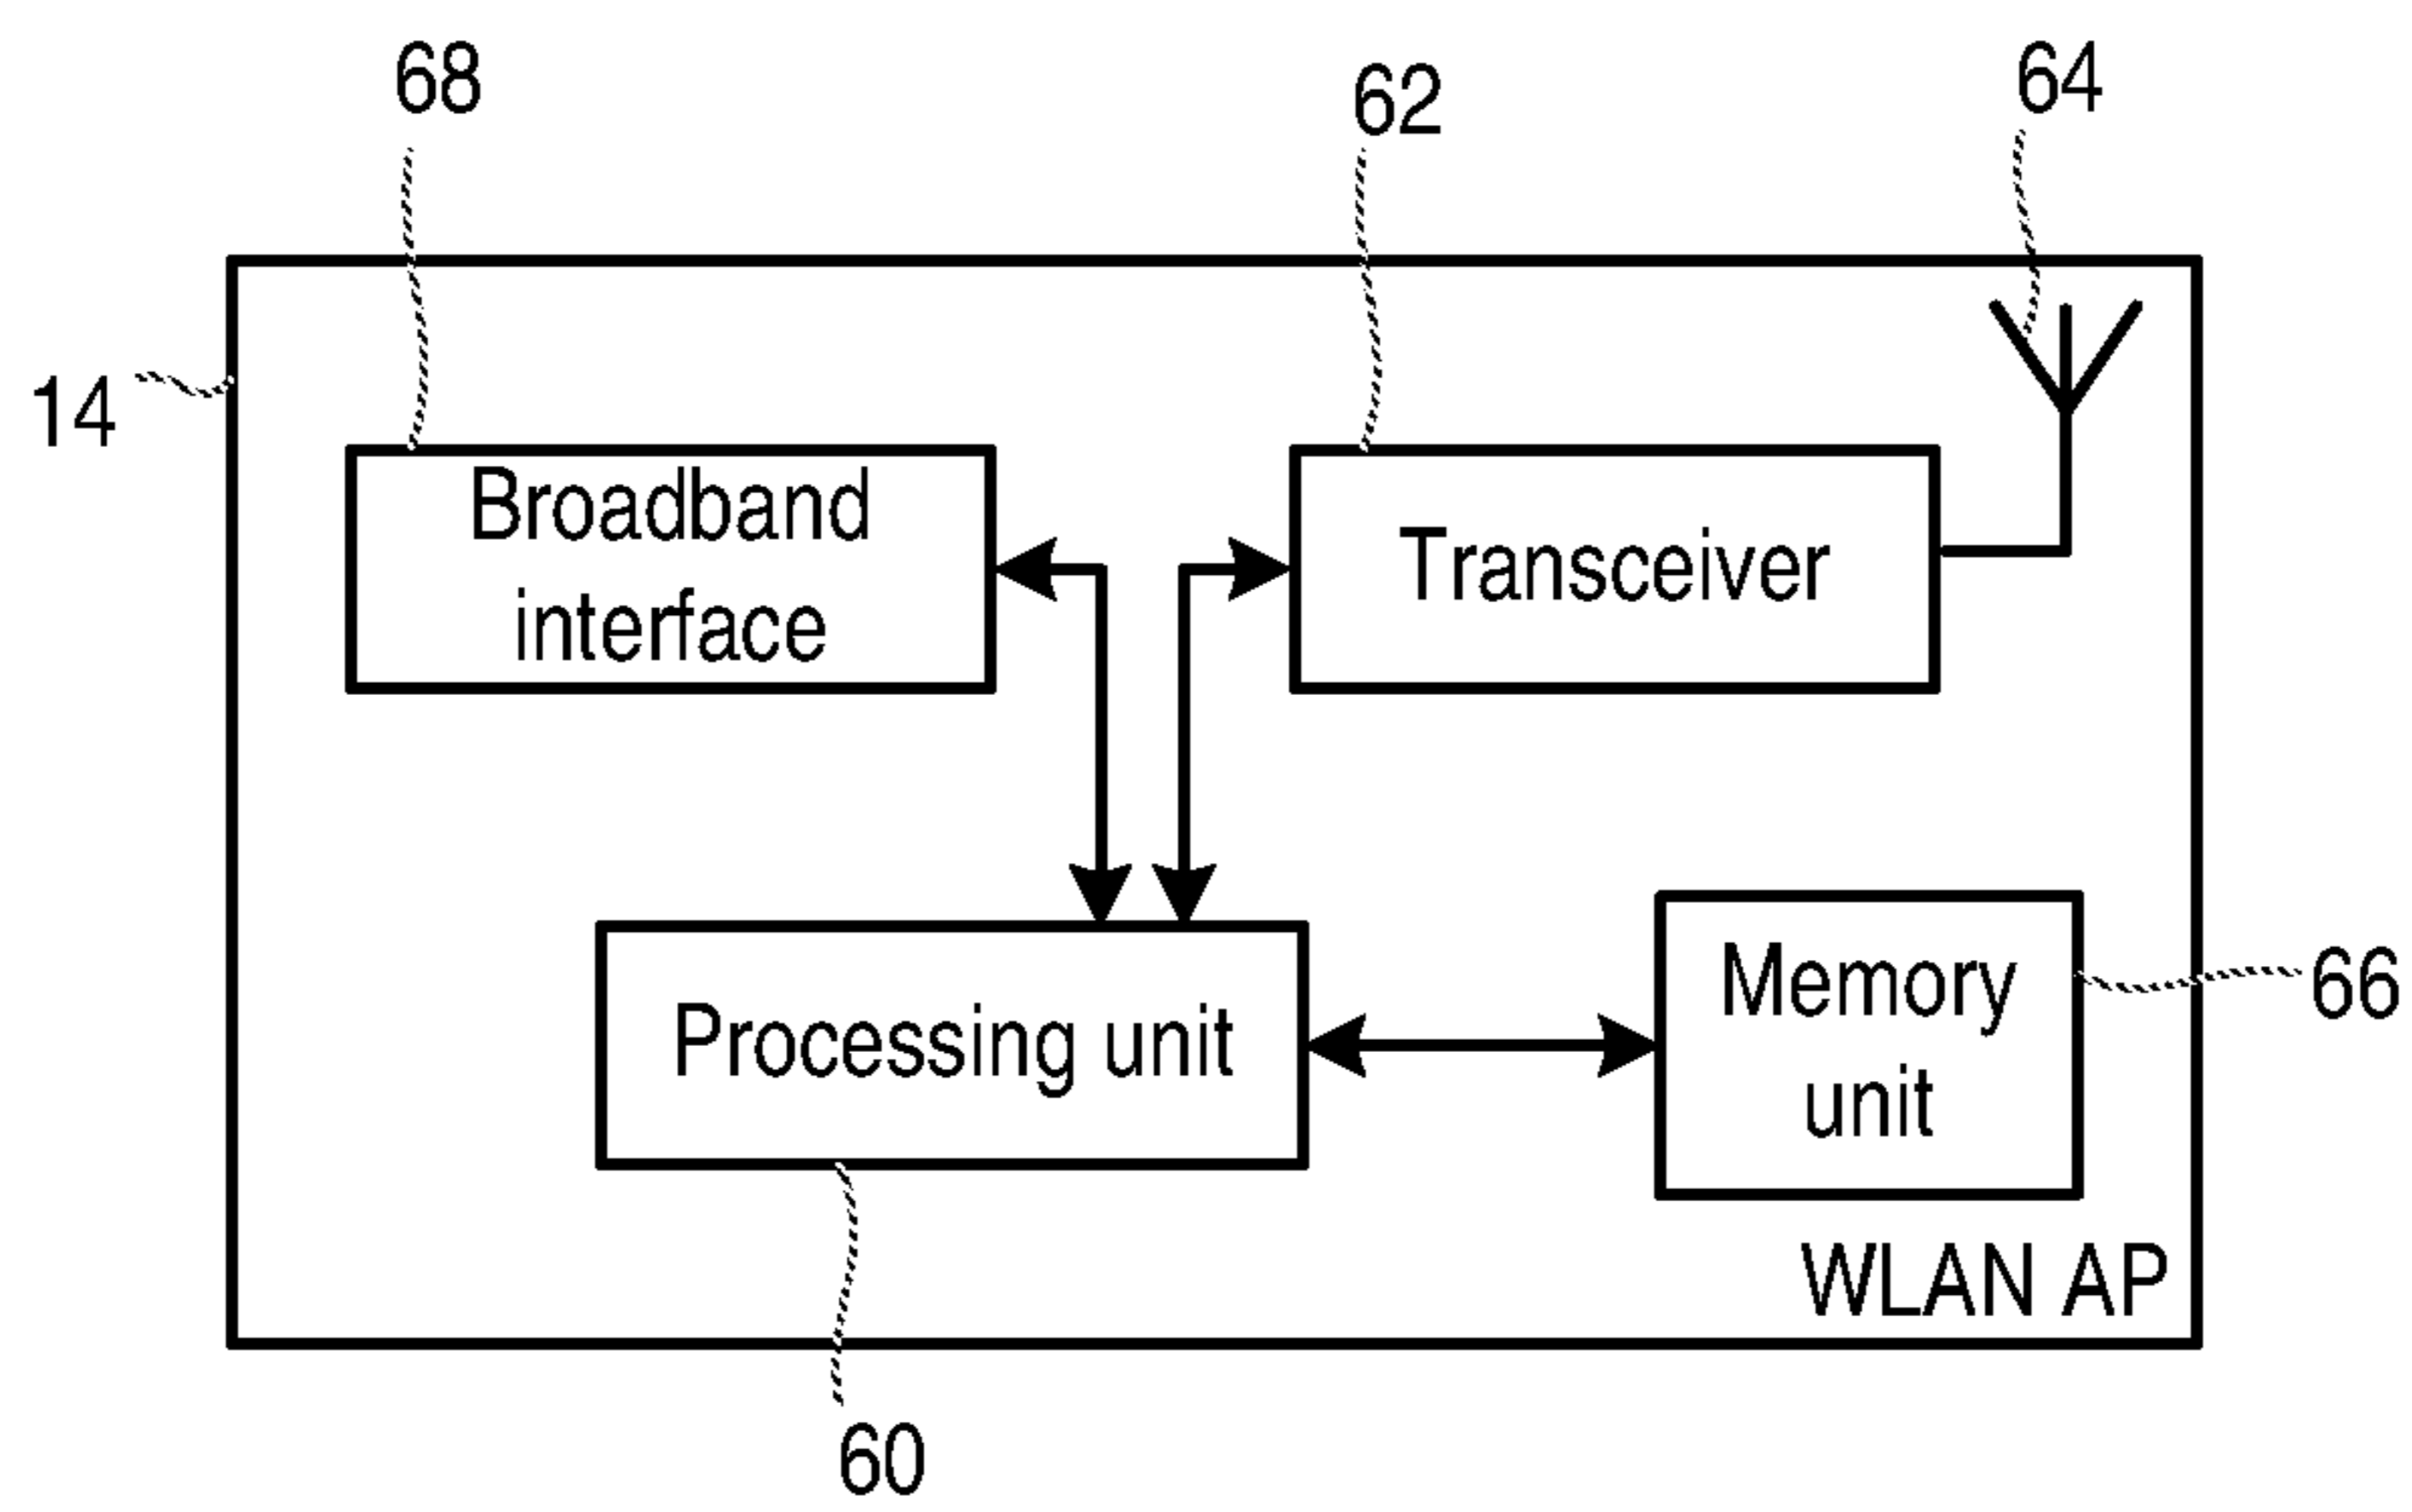 68
62
64
14
Broadband
interface
Transceiver
Processing unit
Memory
unit
66
WLAN AP
60